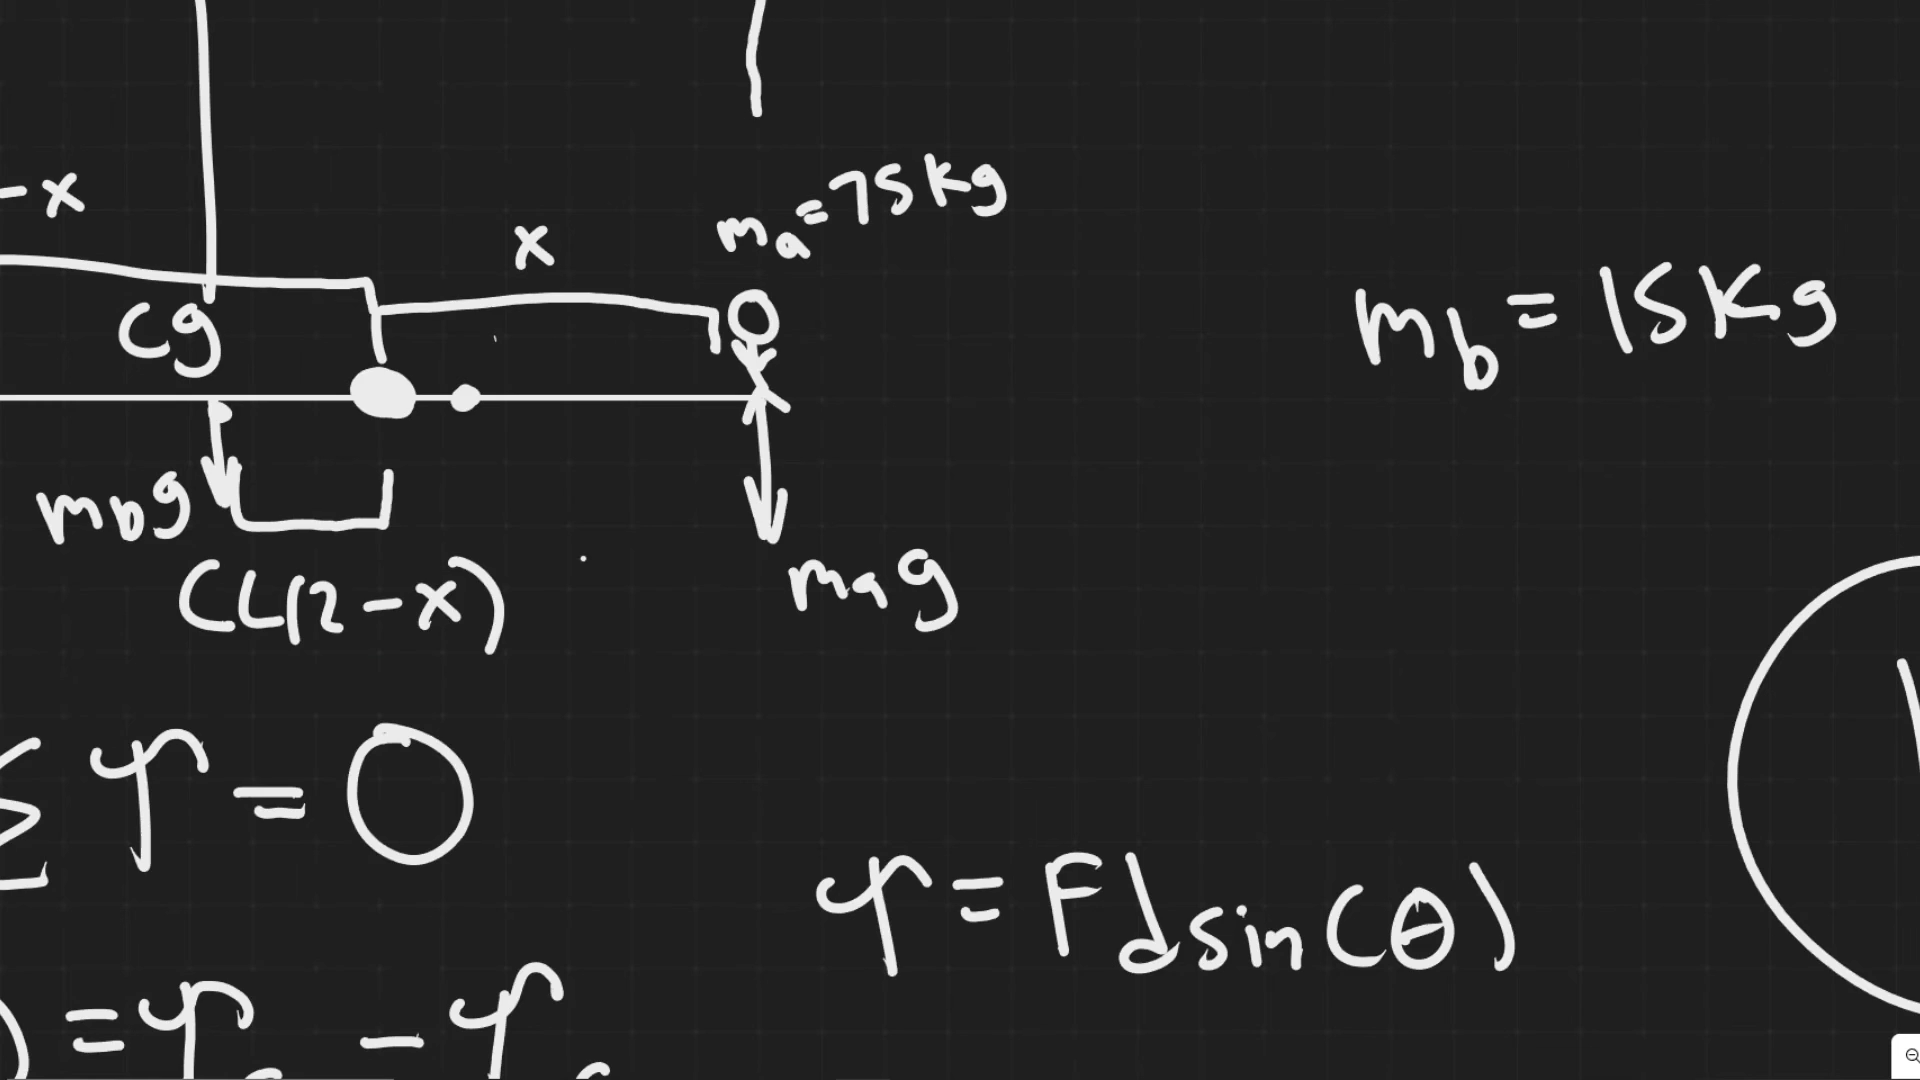 -x
x
ma=75kg
cg
mb=15kg
mbg
mag
(L/2-x)
Στ=0
τ=Fdsin(θ)
=τ -τ